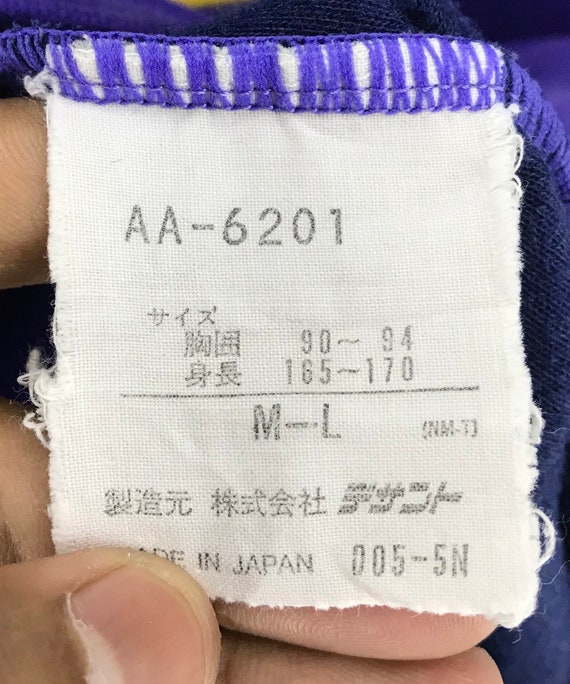 AA-6201
サイズ
胸囲 90～94
身長 165～170
M-L (NM-T)
製造元 株式会社 デサント
MADE IN JAPAN 005-5N